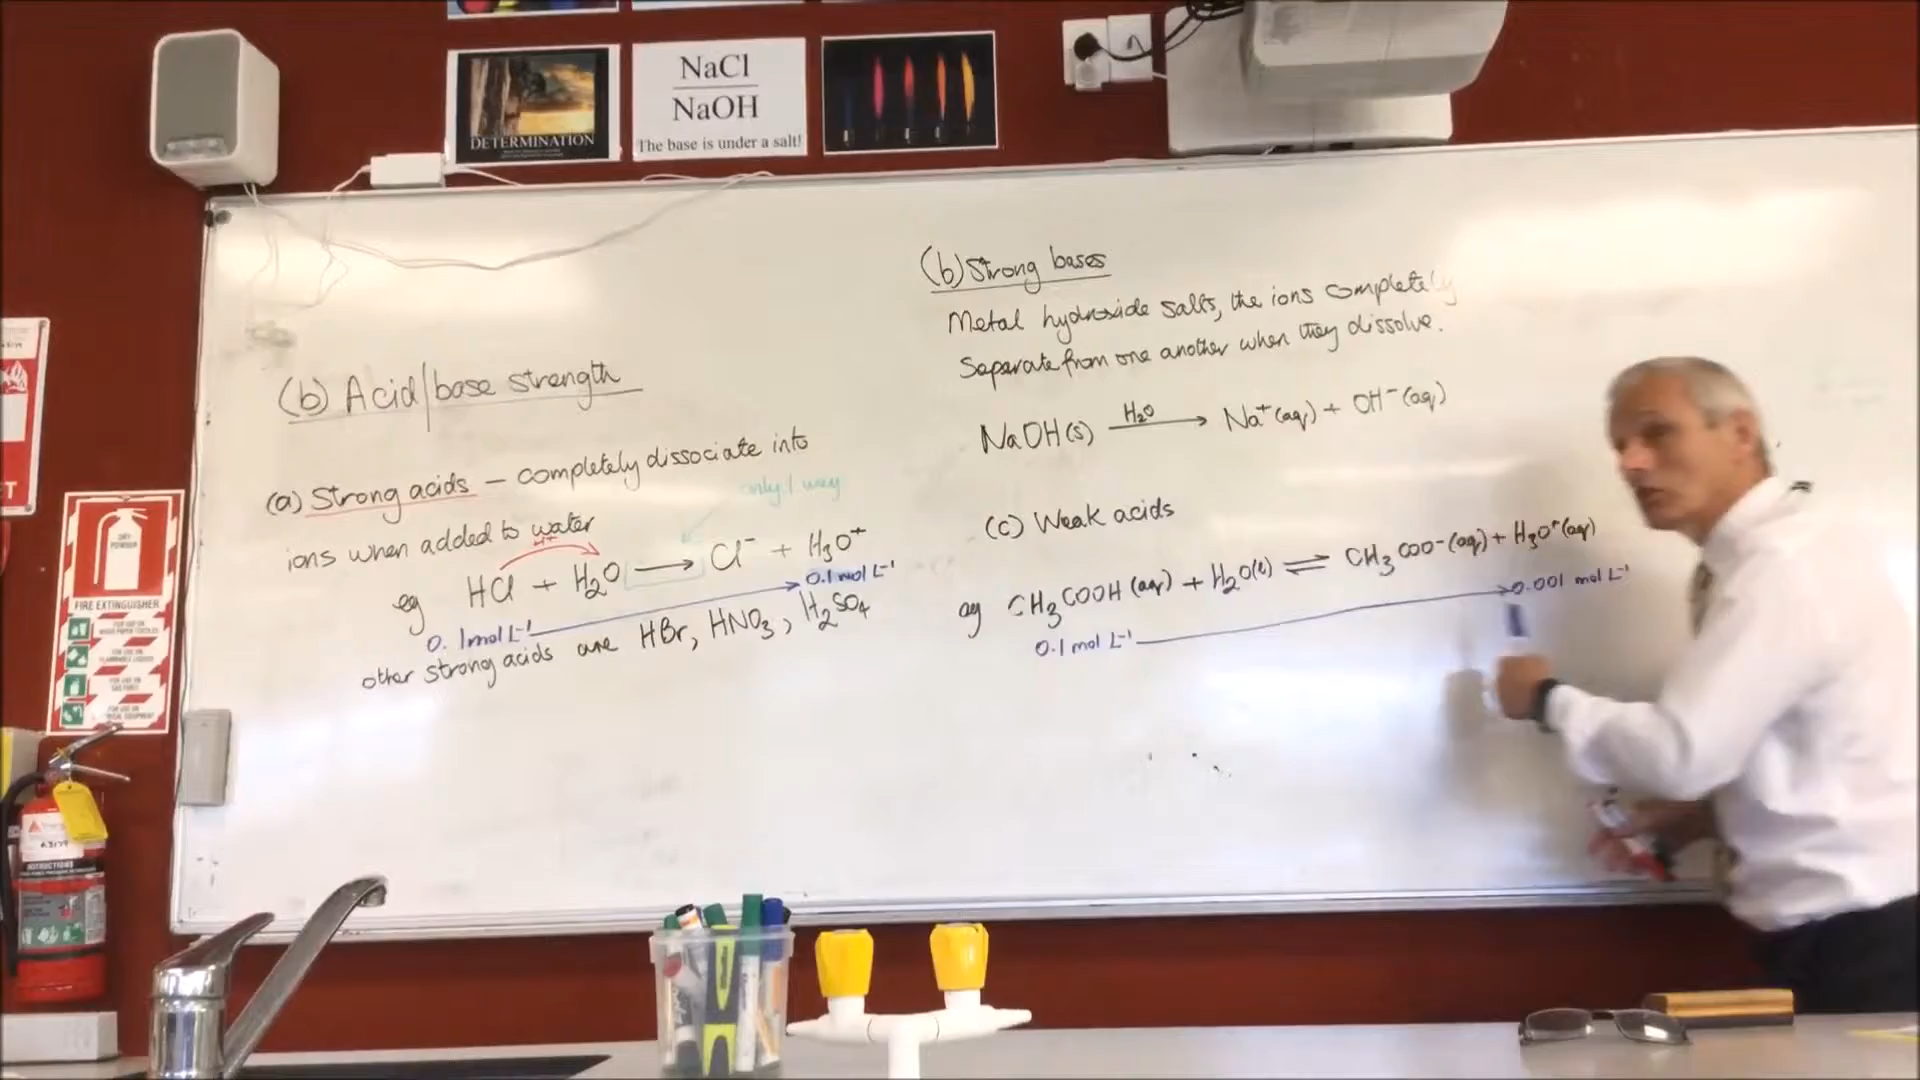 DETERMINATION
NaCl
NaOH
The base is under a salt!
(b) Acid/base strength
(a) Strong acids – completely dissociate into
only 1 way
ions when added to water
H+
eg HCl + H₂O ⟶ Cl⁻ + H₃O⁺
0.1 mol L⁻¹ ⟶ 0.1 mol L⁻¹
other strong acids are HBr, HNO₃, H₂SO₄
(b) Strong bases
Metal hydroxide salts, the ions completely
Separate from one another when they dissolve.
H₂O
NaOH(s) ⟶ Na⁺(aq) + OH⁻(aq)
(c) Weak acids
eg CH₃COOH(aq) + H₂O(l) ⇌ CH₃COO⁻(aq) + H₃O⁺(aq)
0.1 mol L⁻¹ ⟶ 0.001 mol L⁻¹
DRY
POWDER
FIRE EXTINGUISHER